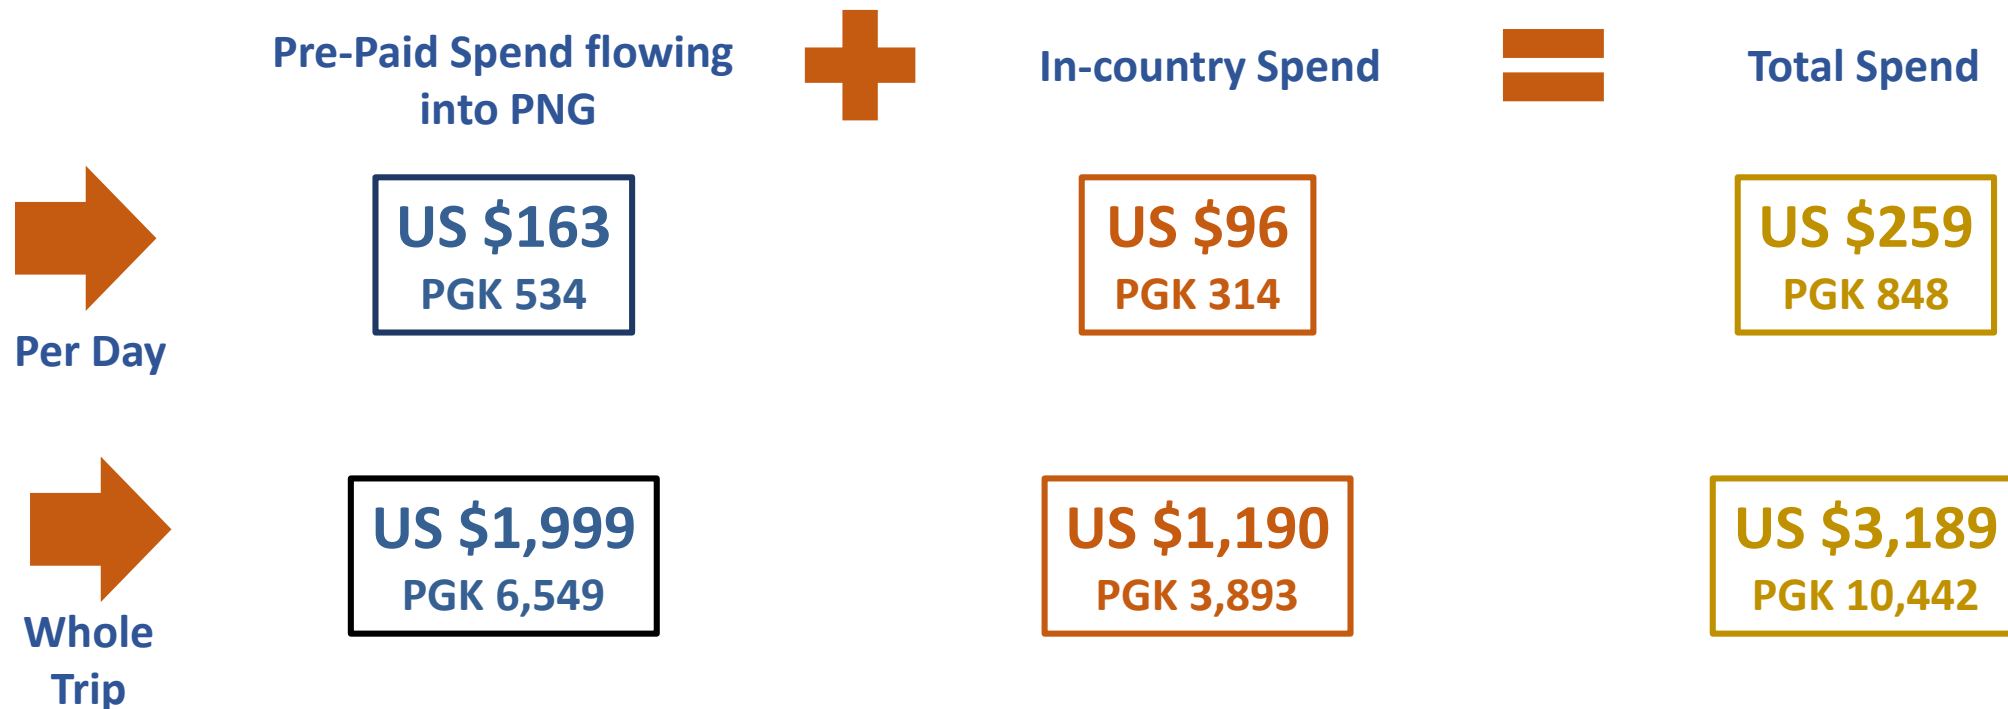 Pre-Paid Spend flowing
into PNG
In-country Spend
Total Spend
Per Day
US $163
PGK 534
US $96
PGK 314
US $259
PGK 848
Whole
Trip
US $1,999
PGK 6,549
US $1,190
PGK 3,893
US $3,189
PGK 10,442